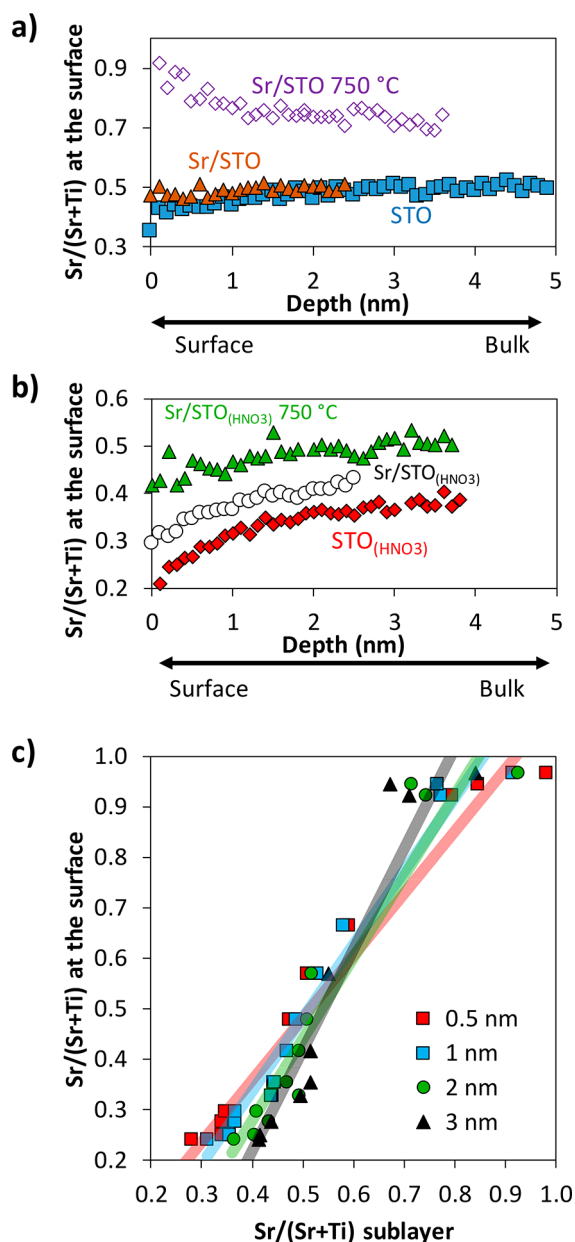 a)
Sr/(Sr+Ti) at the surface
0.9
0.7
0.5
0.3
Sr/STO 750 °C
Sr/STO
STO
0 1 2 3 4 5
Depth (nm)
Surface Bulk
b)
Sr/(Sr+Ti) at the surface
0.6
0.5
0.4
0.3
0.2
Sr/STO(HNO3) 750 °C
Sr/STO(HNO3)
STO(HNO3)
0 1 2 3 4 5
Depth (nm)
Surface Bulk
c)
Sr/(Sr+Ti) at the surface
1.0
0.9
0.8
0.7
0.6
0.5
0.4
0.3
0.2
0.5 nm
1 nm
2 nm
3 nm
0.2 0.3 0.4 0.5 0.6 0.7 0.8 0.9 1.0
Sr/(Sr+Ti) sublayer